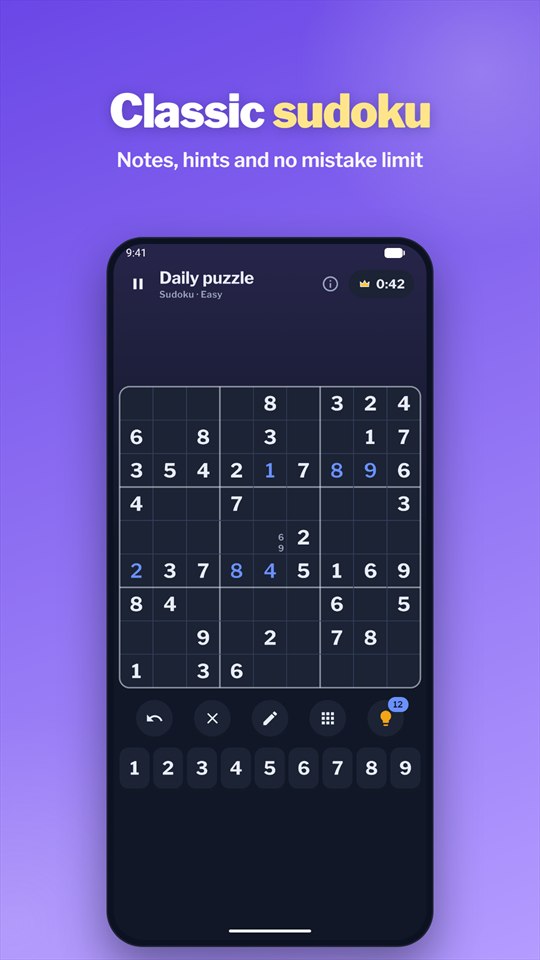 Classic sudoku
Notes, hints and no mistake limit
9:41
Daily puzzle
Sudoku · Easy
0:42
8 3 2 4
6 8 3 1 7
3 5 4 2 1 7 8 9 6
4 7 3
6
9
2
2 3 7 8 4 5 1 6 9
8 4 6 5
9 2 7 8
1 3 6
12
1 2 3 4 5 6 7 8 9